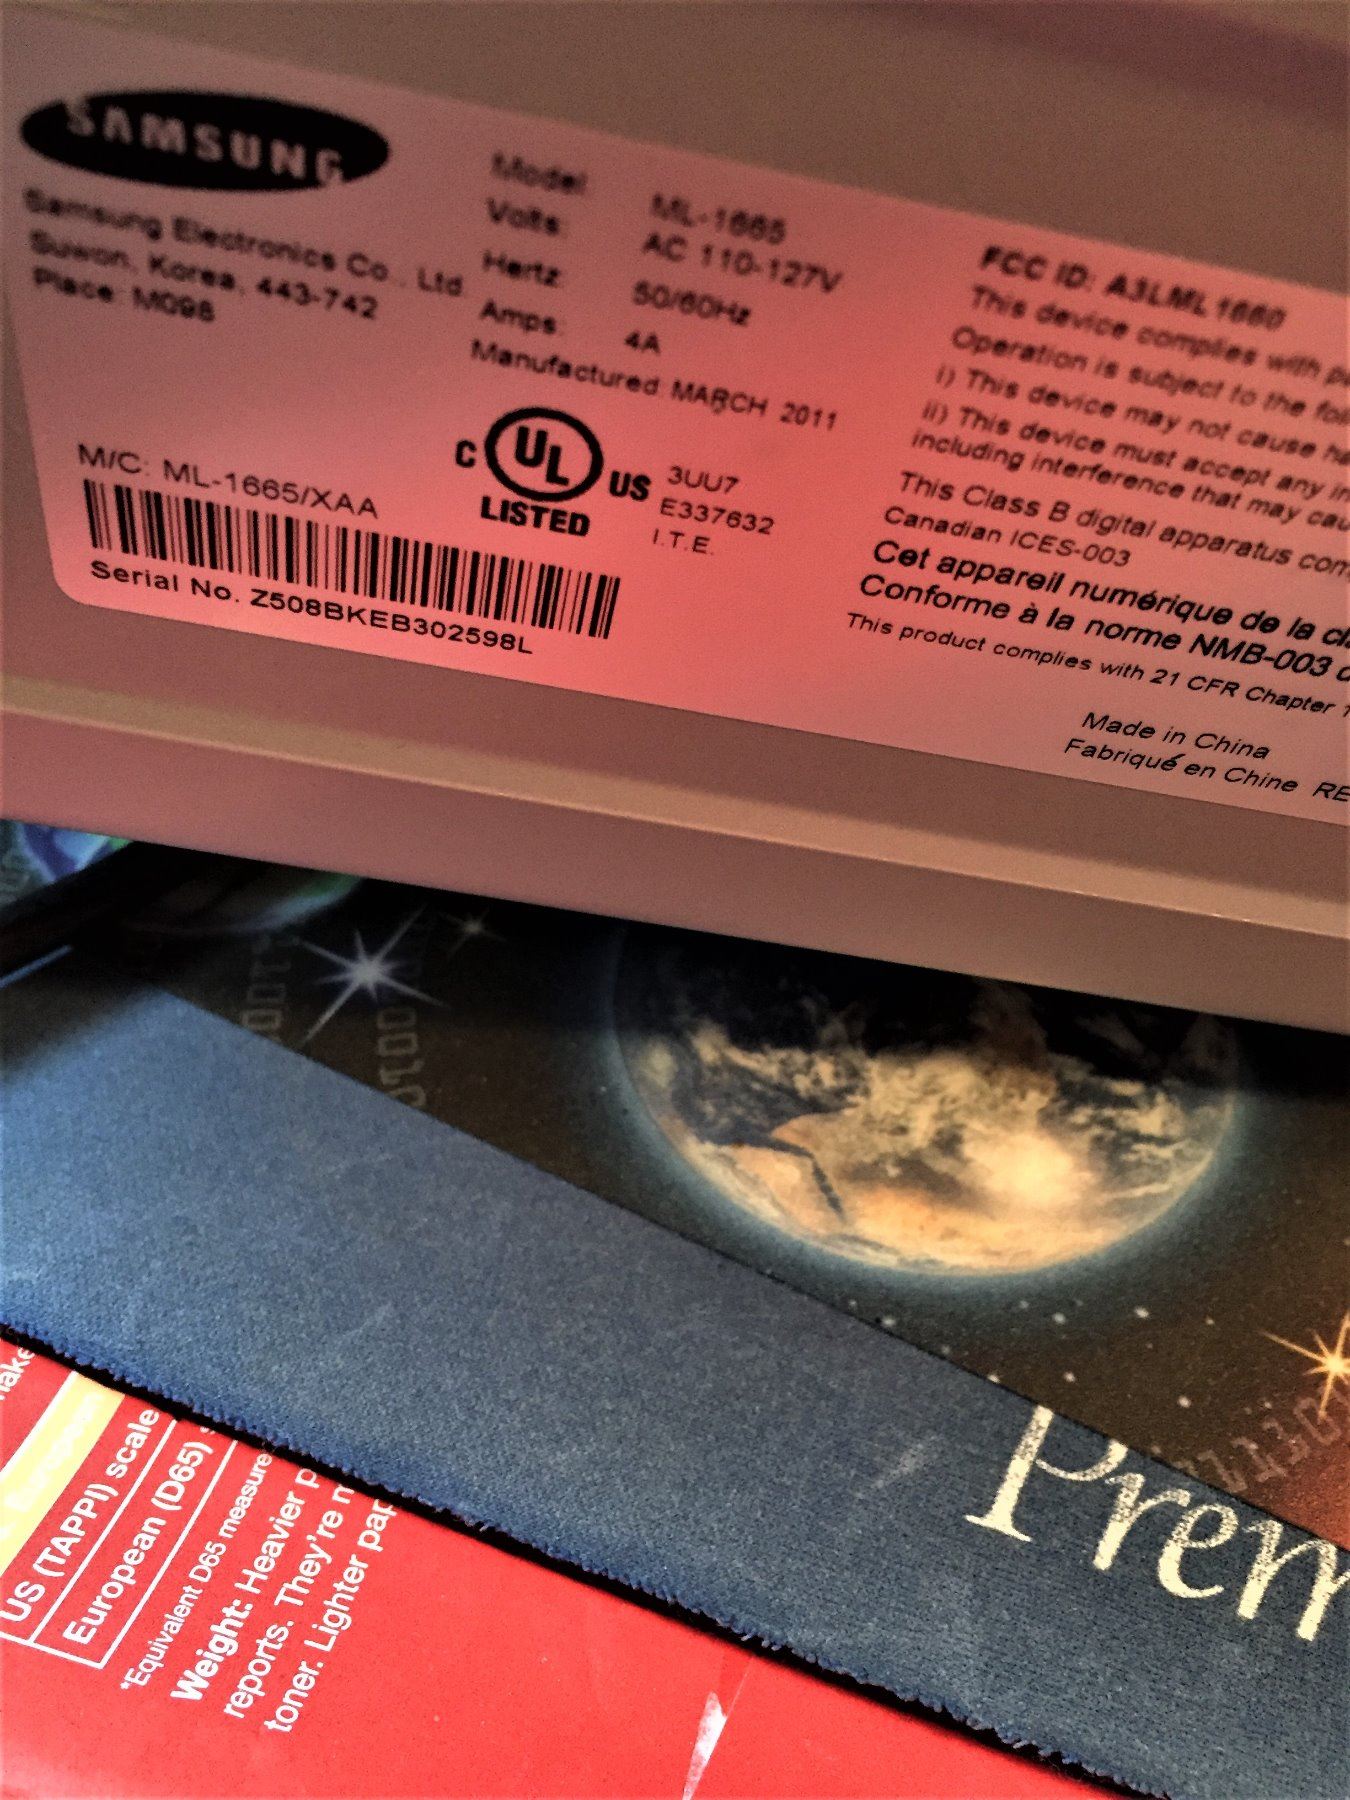 SAMSUNG
Samsung Electronics Co., Ltd
Suwon, Korea, 443-742
Place: M098
Model: ML-1665
Volts: AC 110-127V
Hertz: 50/60Hz
Amps: 4A
Manufactured: MARCH 2011
M/C: ML-1665/XAA
Serial No. Z508BKEB302598L
C UL US
LISTED
3UU7
E337632
I.T.E.
FCC ID: A3LML1660
This device complies with
Operation is subject to the
i) This device may not cause
ii) This device must accept any
including interference that may
This Class B digital apparatus
Canadian ICES-003
Cet appareil numérique de la
Conforme à la norme NMB-003
This product complies with 21 CFR Chapter
Made in China
Fabriqué en Chine RE
Prem
European
US (TAPPI) scale
European (D65)
*Equivalent D65 measure
Weight: Heavier
reports. They're
toner. Lighter